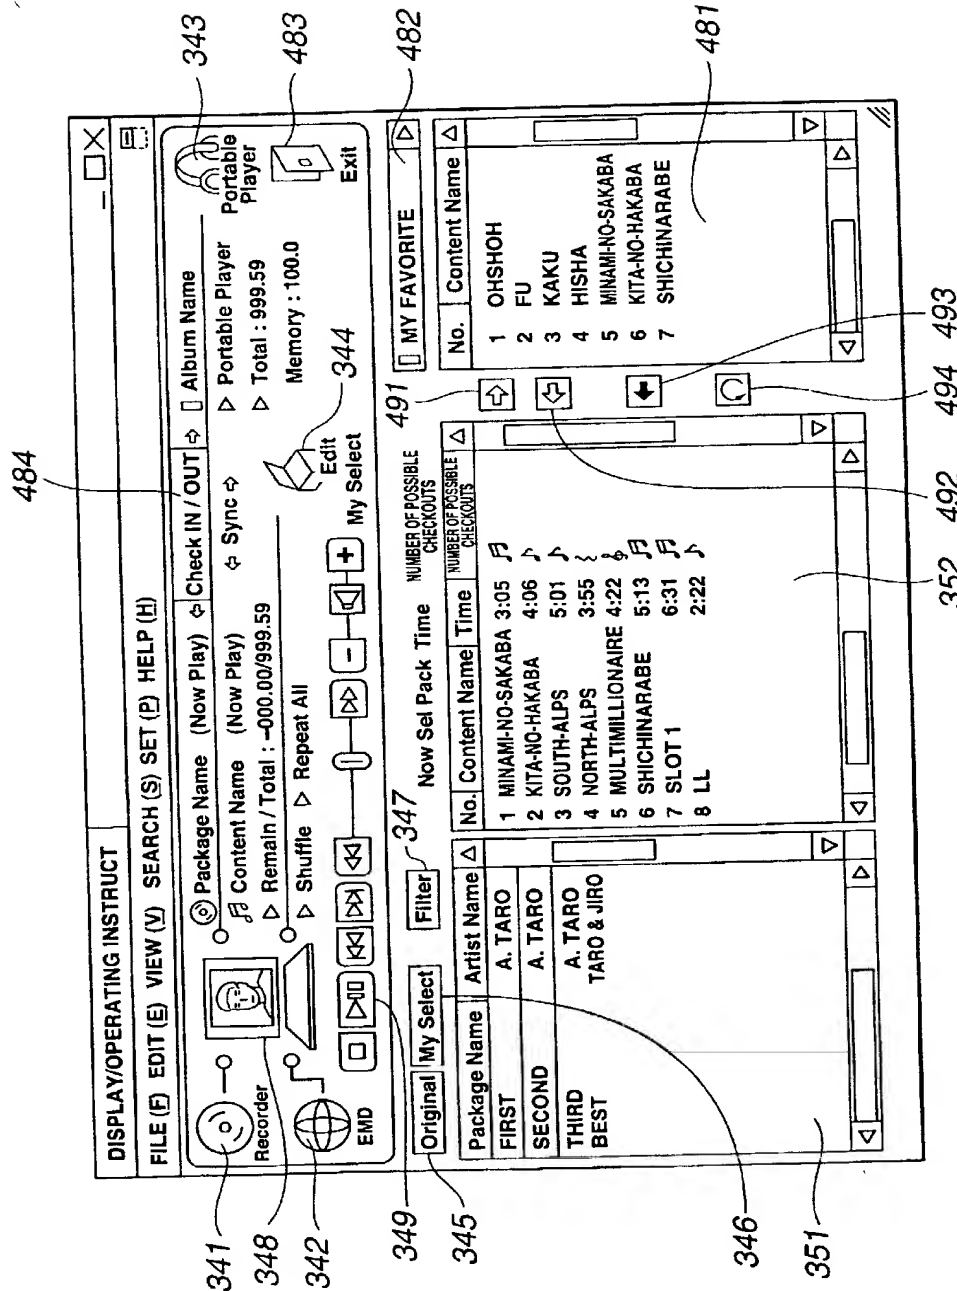 484
343
483
482
DISPLAY/OPERATING INSTRUCT
FILE (F) EDIT (E) VIEW (V) SEARCH (S) SET (P) HELP (H)
Recorder
EMD
Package Name (Now Play)
Content Name (Now Play)
Remain / Total : -000.00/999.59
Shuffle Repeat All
Check IN / OUT
Sync
Album Name
Portable Player
Total : 999.59
Memory : 100.0
Portable
Player
Exit
Edit
My Select
344
341
348
342
349
345
347
491
Original My Select Filter
Now Sel Pack Time NUMBER OF POSSIBLE
CHECKOUTS
MY FAVORITE
Package Name Artist Name
FIRST A. TARO
SECOND A. TARO
THIRD A. TARO
BEST TARO & JIRO
No. Content Name Time NUMBER OF POSSIBLE
CHECKOUTS
1 MINAMI-NO-SAKABA 3:05
2 KITA-NO-HAKABA 4:06
3 SOUTH-ALPS 5:01
4 NORTH-ALPS 3:55
5 MULTIMILLIONAIRE 4:22
6 SHICHINARABE 5:13
7 SLOT 1 6:31
8 LL 2:22
No. Content Name
1 OHSHOH
2 FU
3 KAKU
4 HISHA
5 MINAMI-NO-SAKABA
6 KITA-NO-HAKABA
7 SHICHINARABE
351
346
352
492
494
493
481